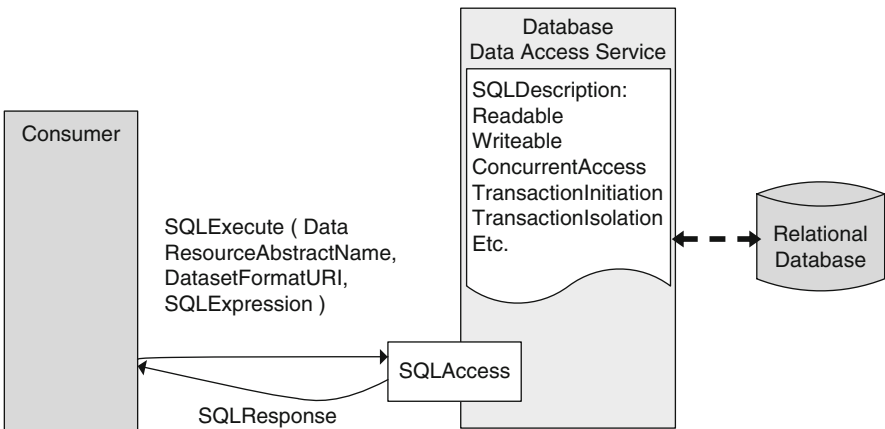 Database
Data Access Service
SQLDescription:
Readable
Writeable
ConcurrentAccess
TransactionInitiation
TransactionIsolation
Etc.
Consumer
SQLExecute ( Data
ResourceAbstractName,
DatasetFormatURI,
SQLExpression )
Relational
Database
SQLAccess
SQLResponse